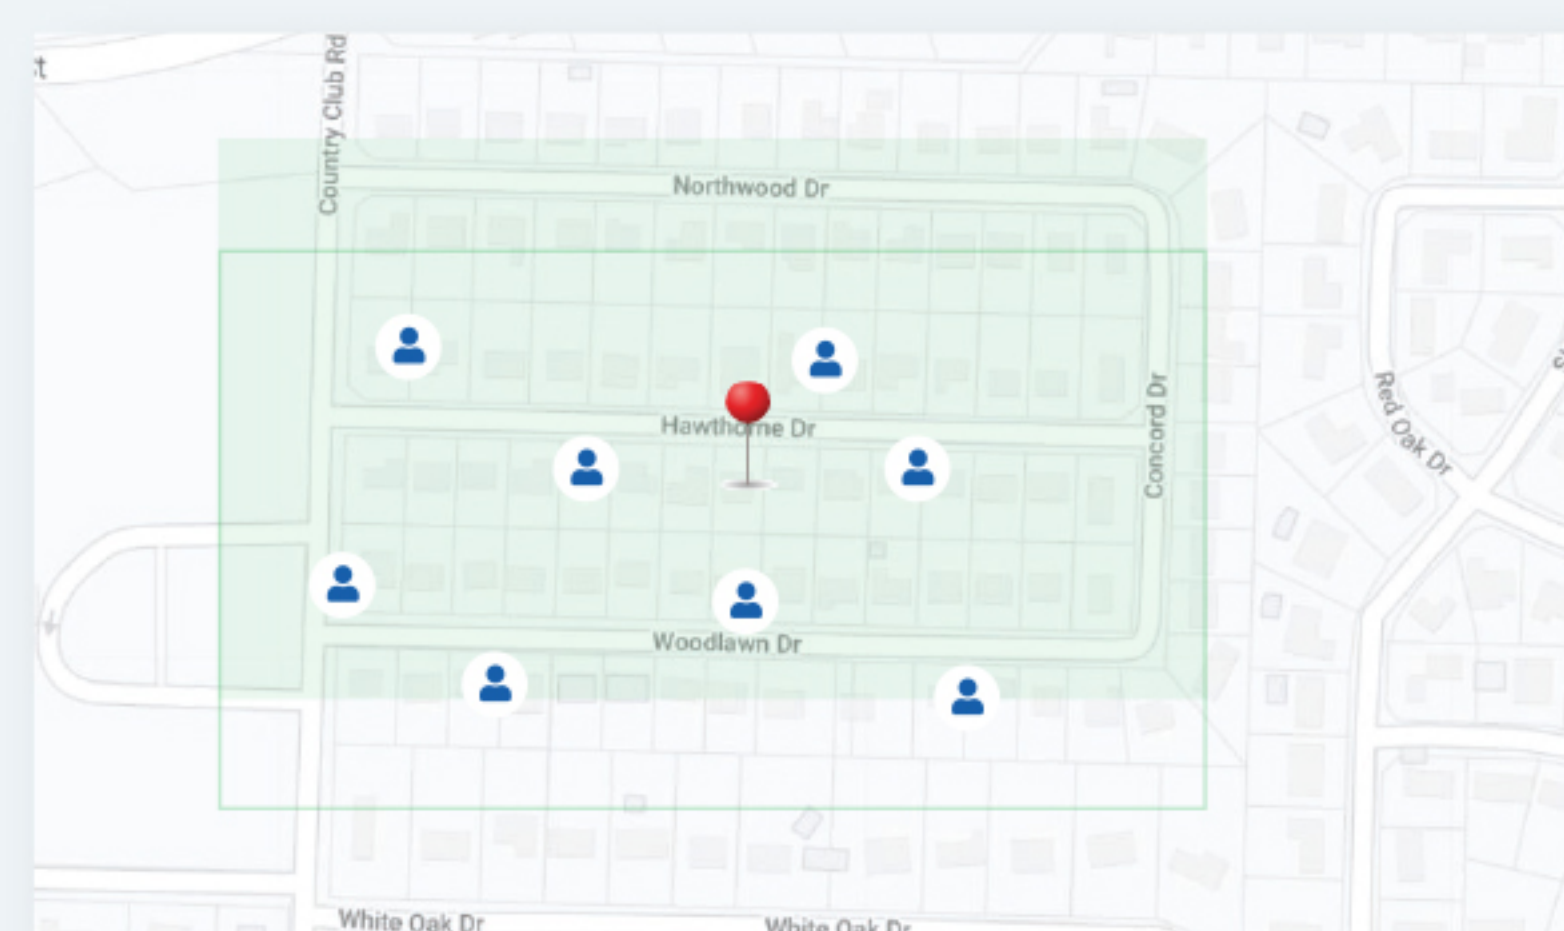 st
Country Club Rd
Northwood Dr
Hawthorne Dr
Concord Dr
Red Oak Dr
Woodlawn Dr
White Oak Dr
White Oak Dr